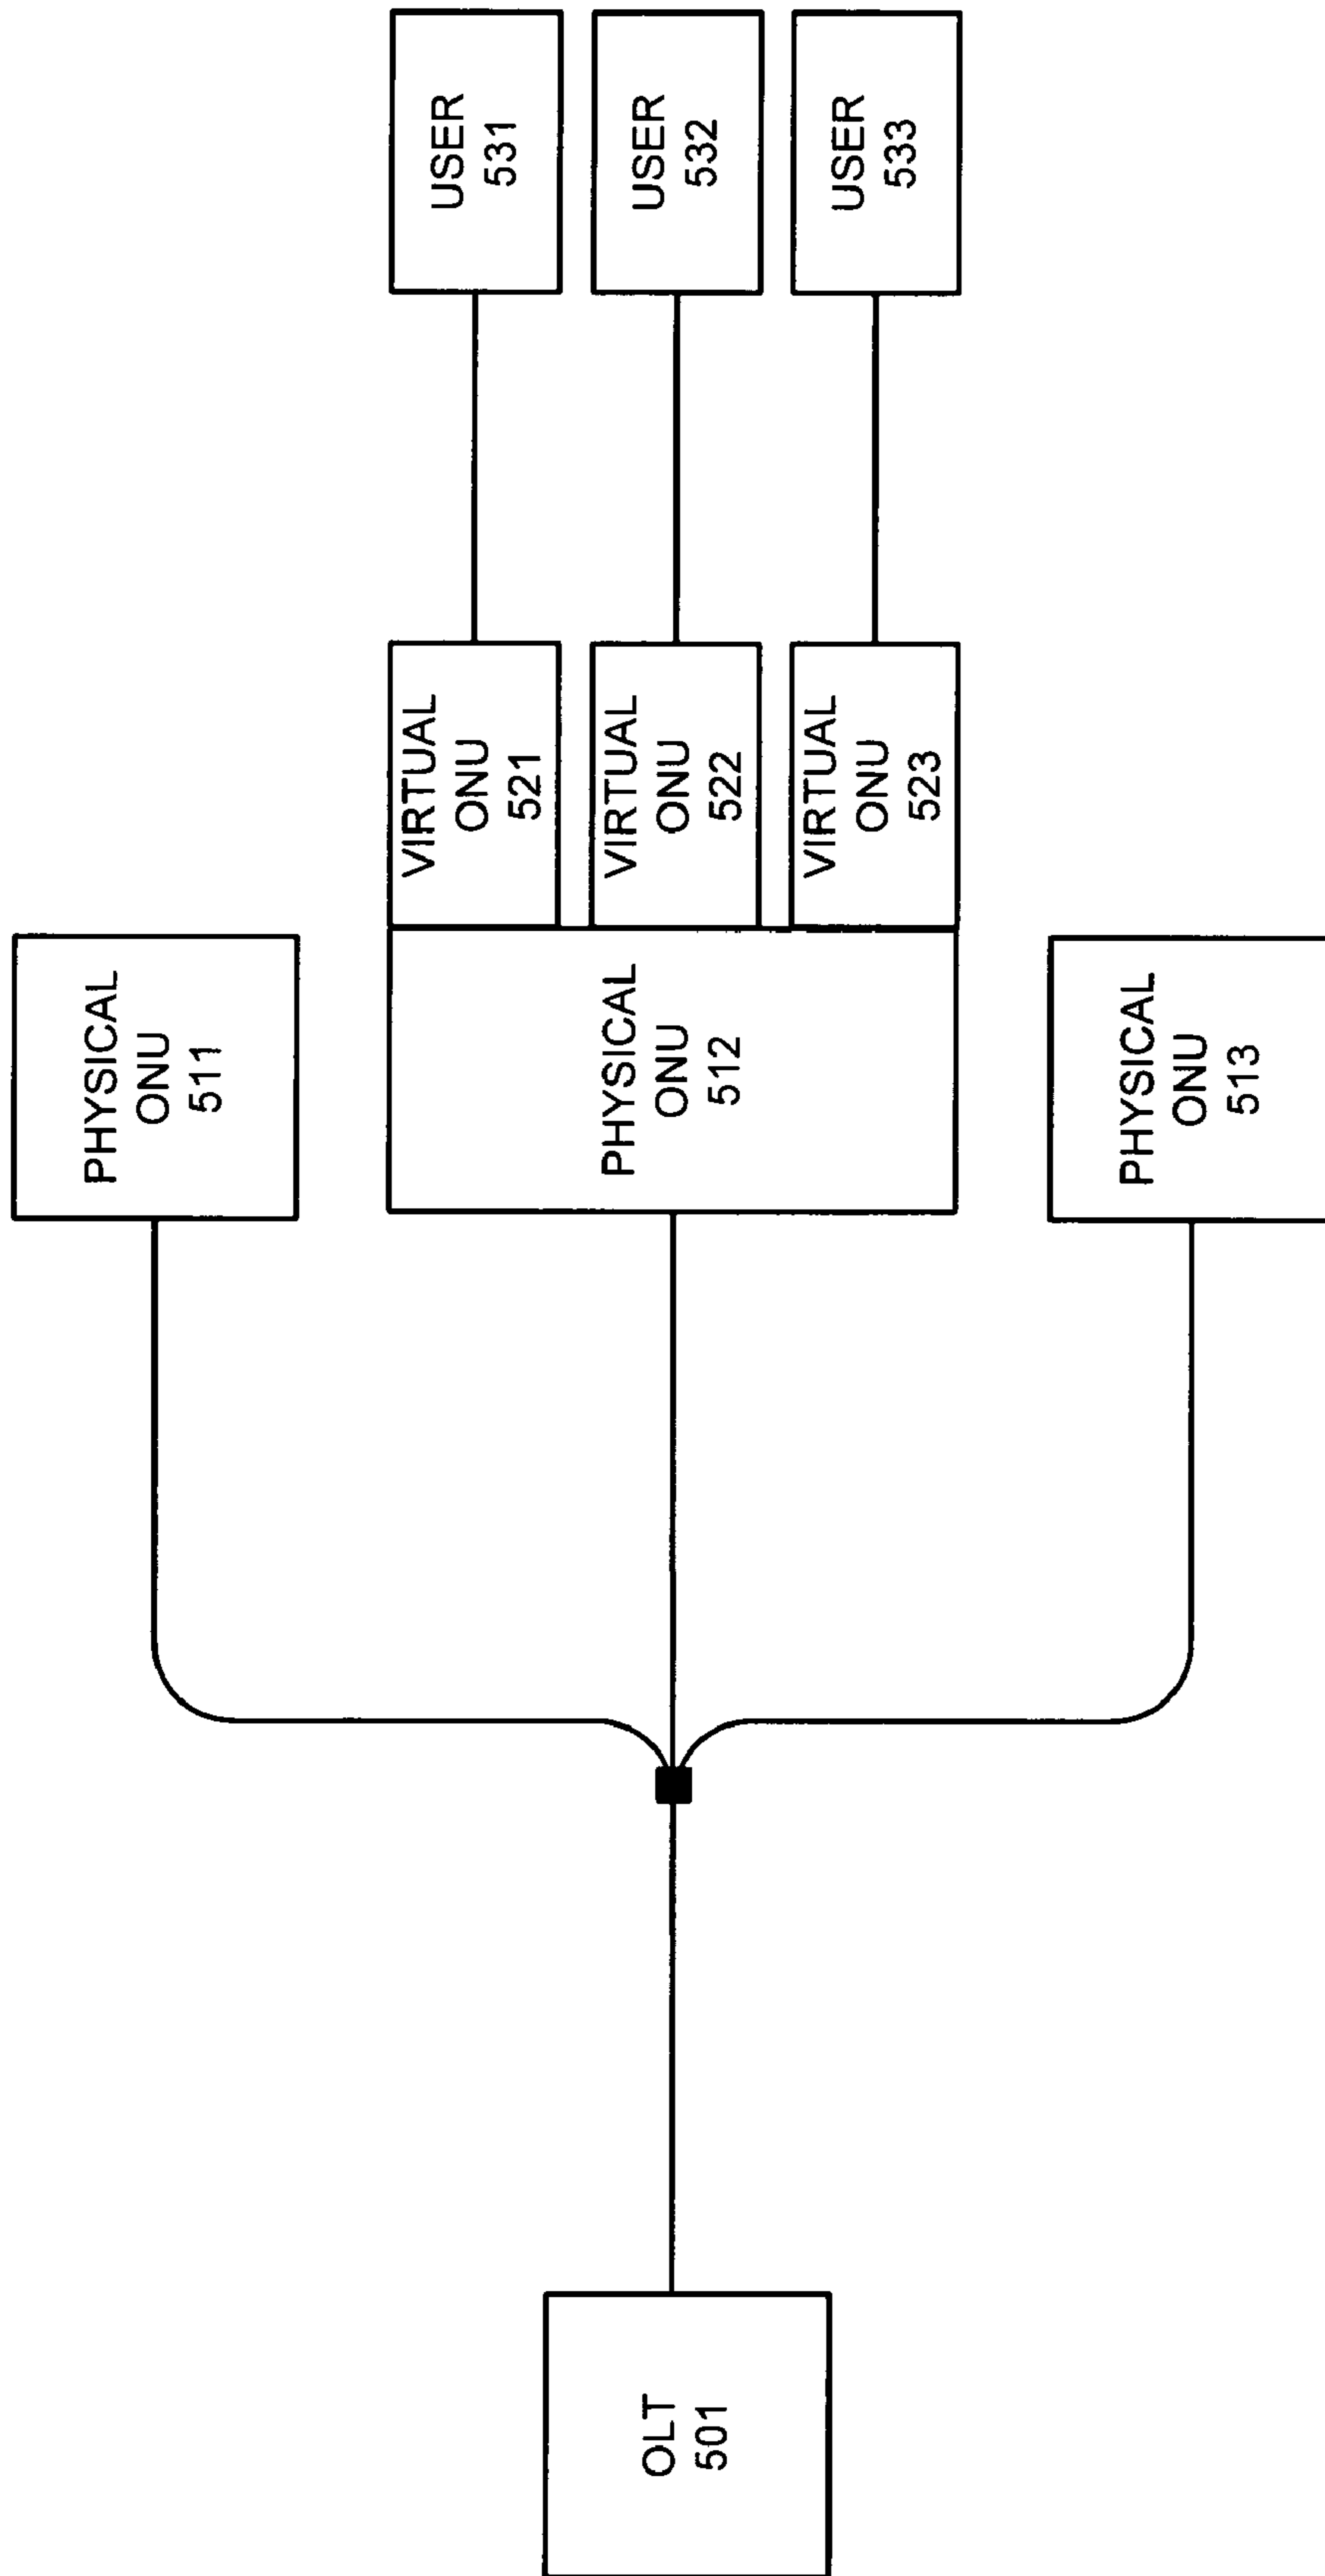 OLT
501
PHYSICAL
ONU
511
PHYSICAL
ONU
512
PHYSICAL
ONU
513
VIRTUAL
ONU
521
VIRTUAL
ONU
522
VIRTUAL
ONU
523
USER
531
USER
532
USER
533